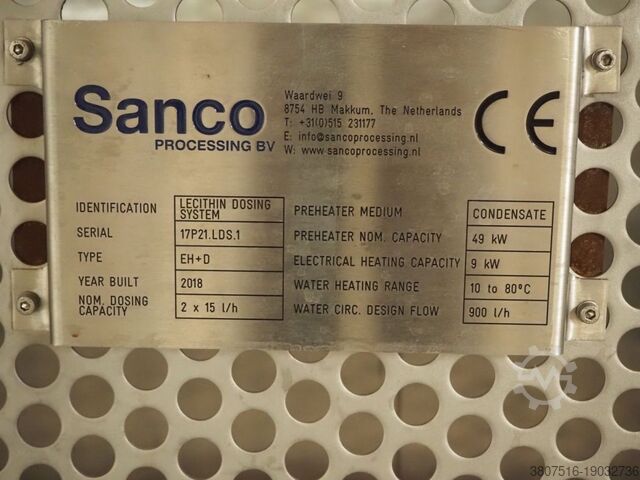 Sanco
PROCESSING BV
Waardwei 9
8754 HB Makkum, The Netherlands
T: +31(0)515 231177
E: info@sancoprocessing.nl
W: www.sancoprocessing.nl
CE
IDENTIFICATION LECITHIN DOSING SYSTEM
SERIAL 17P21.LDS.1
TYPE EH+D
YEAR BUILT 2018
NOM. DOSING CAPACITY 2 x 15 l/h
PREHEATER MEDIUM CONDENSATE
PREHEATER NOM. CAPACITY 49 kW
ELECTRICAL HEATING CAPACITY 9 kW
WATER HEATING RANGE 10 to 80ºC
WATER CIRC. DESIGN FLOW 900 l/h
3807516-19032736